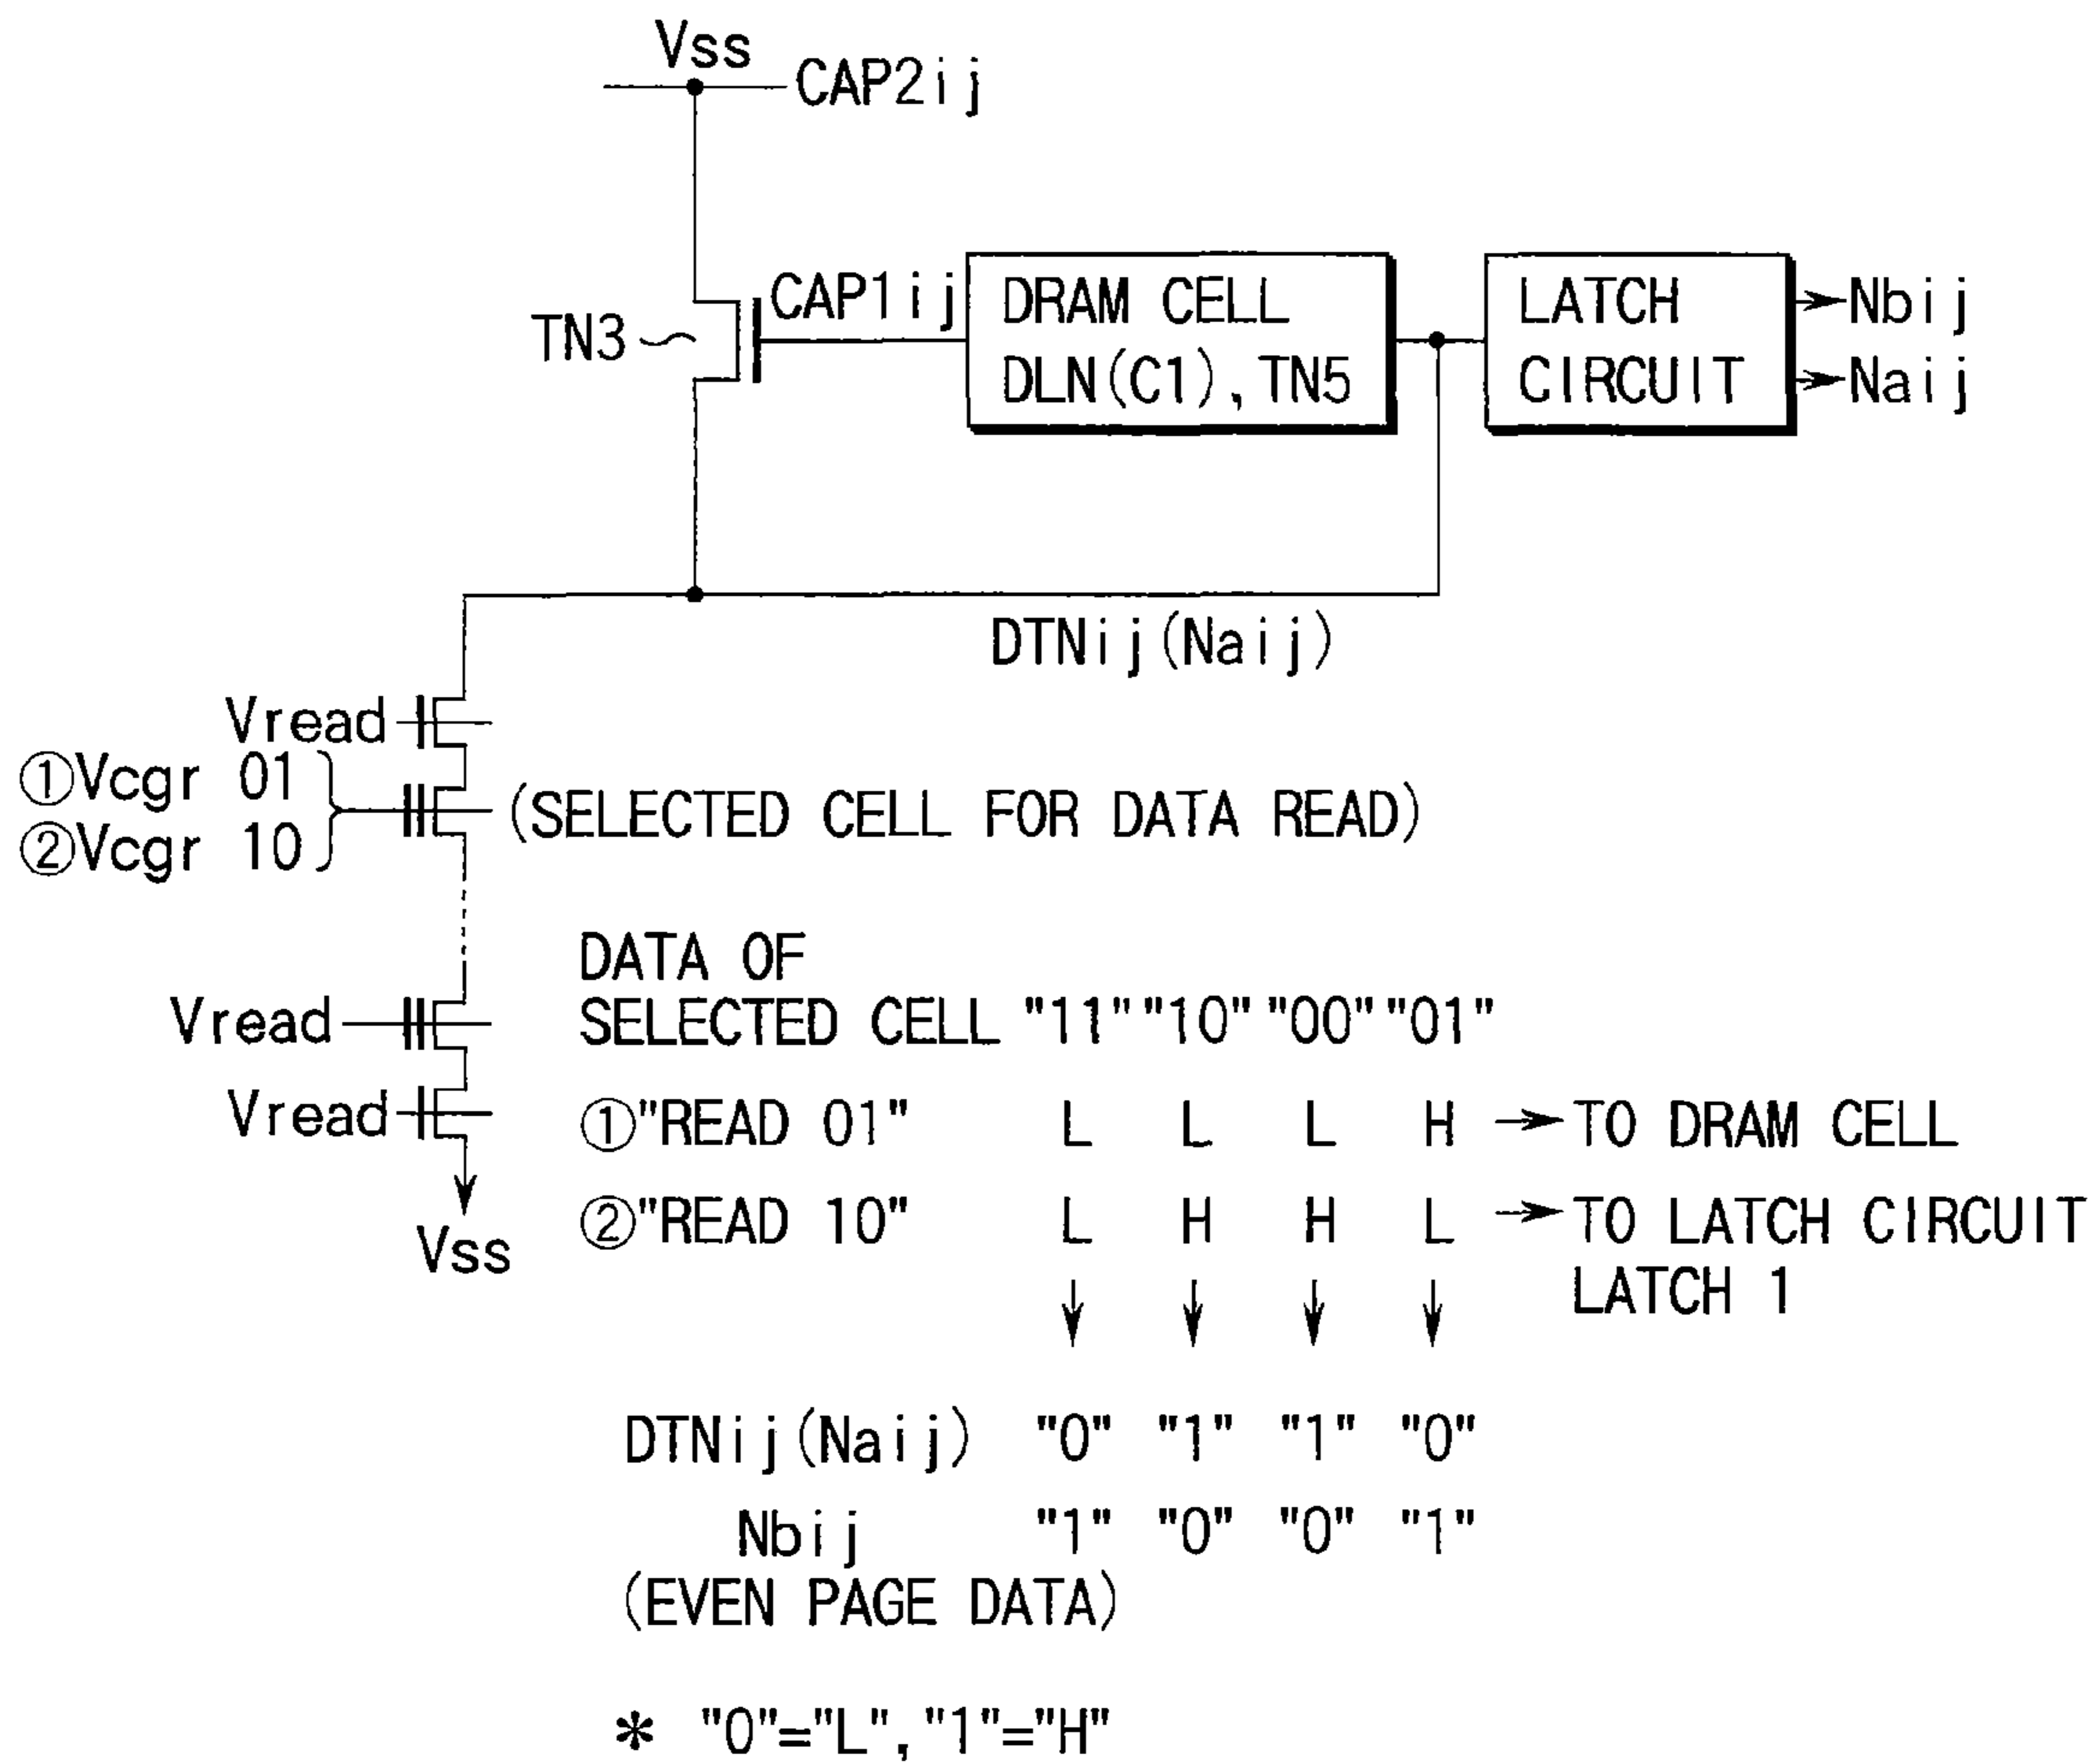 Vss
CAP2ij
CAP1ij
TN3
DRAM CELL
DLN(C1), TN5
LATCH
CIRCUIT
Nbij
Naij
DTNij(Naij)
Vread
①Vcgr 01
②Vcgr 10
(SELECTED CELL FOR DATA READ)
DATA OF
SELECTED CELL "11" "10" "00" "01"
Vread
Vread
①"READ 01" L L L H → TO DRAM CELL
②"READ 10" L H H L → TO LATCH CIRCUIT
LATCH 1
Vss
DTNij(Naij) "0" "1" "1" "0"
Nbij "1" "0" "0" "1"
(EVEN PAGE DATA)
* "0"="L", "1"="H"